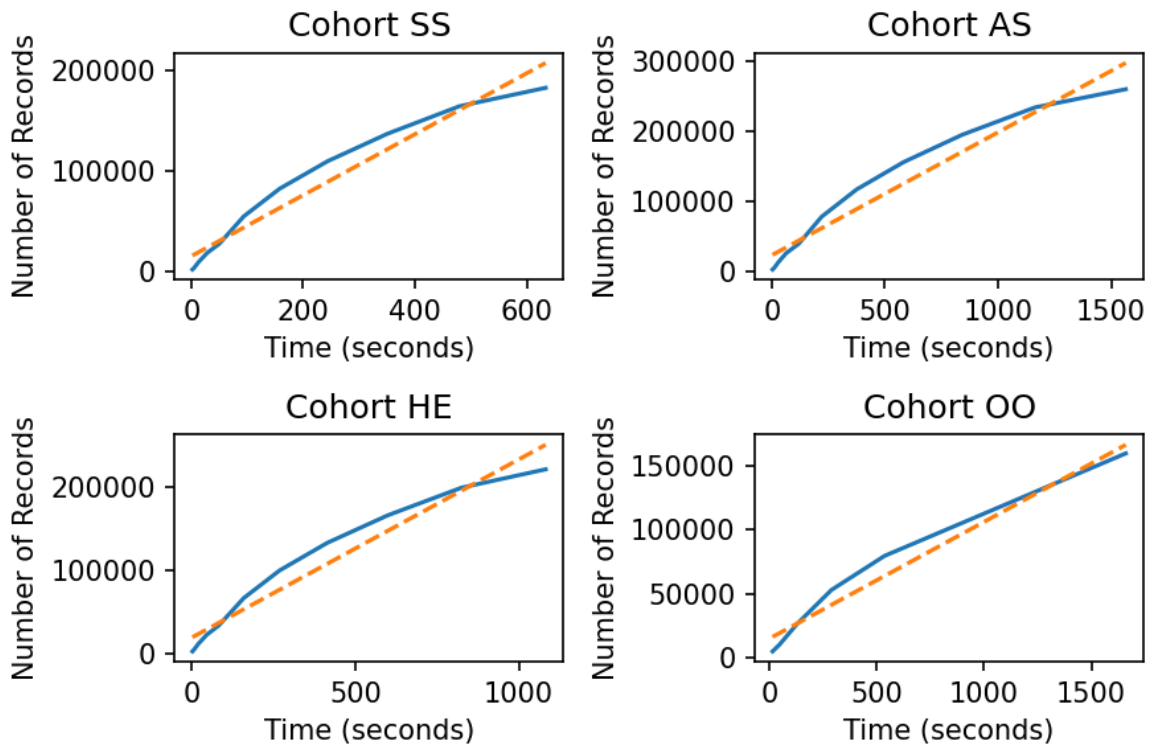 Cohort SS
Number of Records
200000
100000
0
0 200 400 600
Time (seconds)
Cohort AS
Number of Records
300000
200000
100000
0
0 500 1000 1500
Time (seconds)
Cohort HE
Number of Records
200000
100000
0
0 500 1000
Time (seconds)
Cohort OO
Number of Records
150000
100000
50000
0
0 500 1000 1500
Time (seconds)